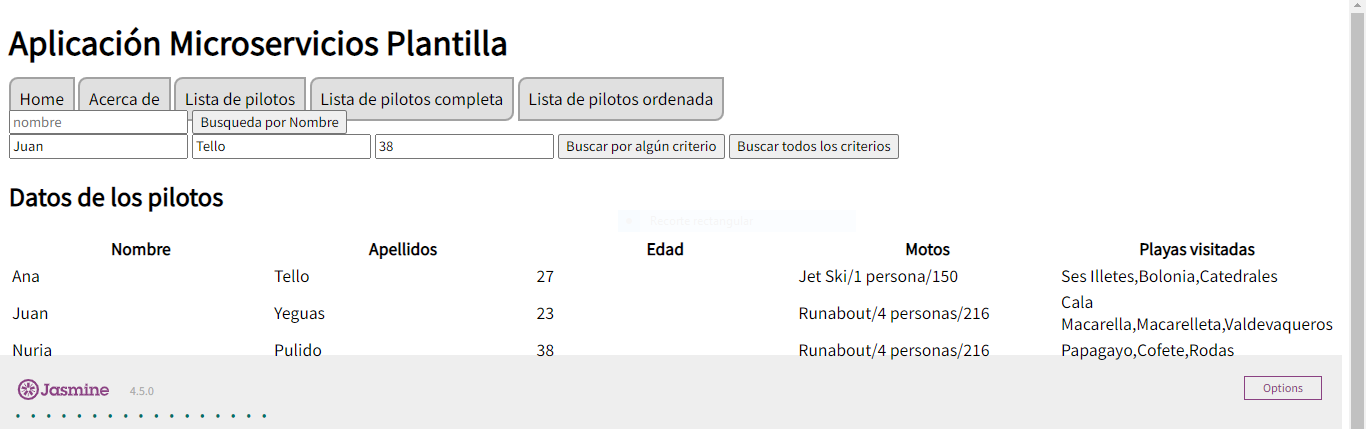 Aplicación Microservicios Plantilla
Home Acerca de Lista de pilotos Lista de pilotos completa Lista de pilotos ordenada
nombre Busqueda por Nombre
Juan Tello 38 Buscar por algún criterio Buscar todos los criterios
Datos de los pilotos
Recorte rectangular
Nombre Apellidos Edad Motos Playas visitadas
Ana Tello 27 Jet Ski/1 persona/150 Ses Illetes,Bolonia,Catedrales
Juan Yeguas 23 Runabout/4 personas/216 Cala
Macarella,Macarelleta,Valdevaqueros
Nuria Pulido 38 Runabout/4 personas/216 Papagayo,Cofete,Rodas
Jasmine 4.5.0 Options